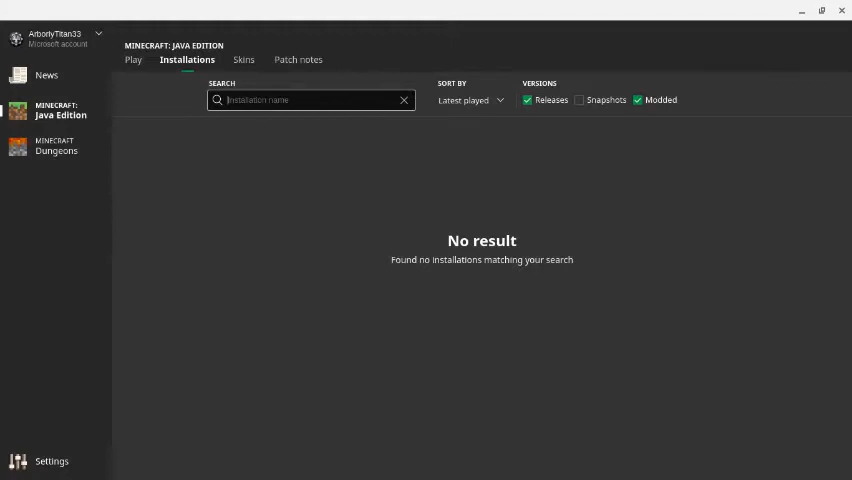 ArborlyTitan33
Microsoft account
News
MINECRAFT:
Java Edition
MINECRAFT
Dungeons
Settings
MINECRAFT: JAVA EDITION
Play Installations Skins Patch notes
SEARCH SORT BY VERSIONS
Installation name Latest played Releases Snapshots Modded
No result
Found no installations matching your search